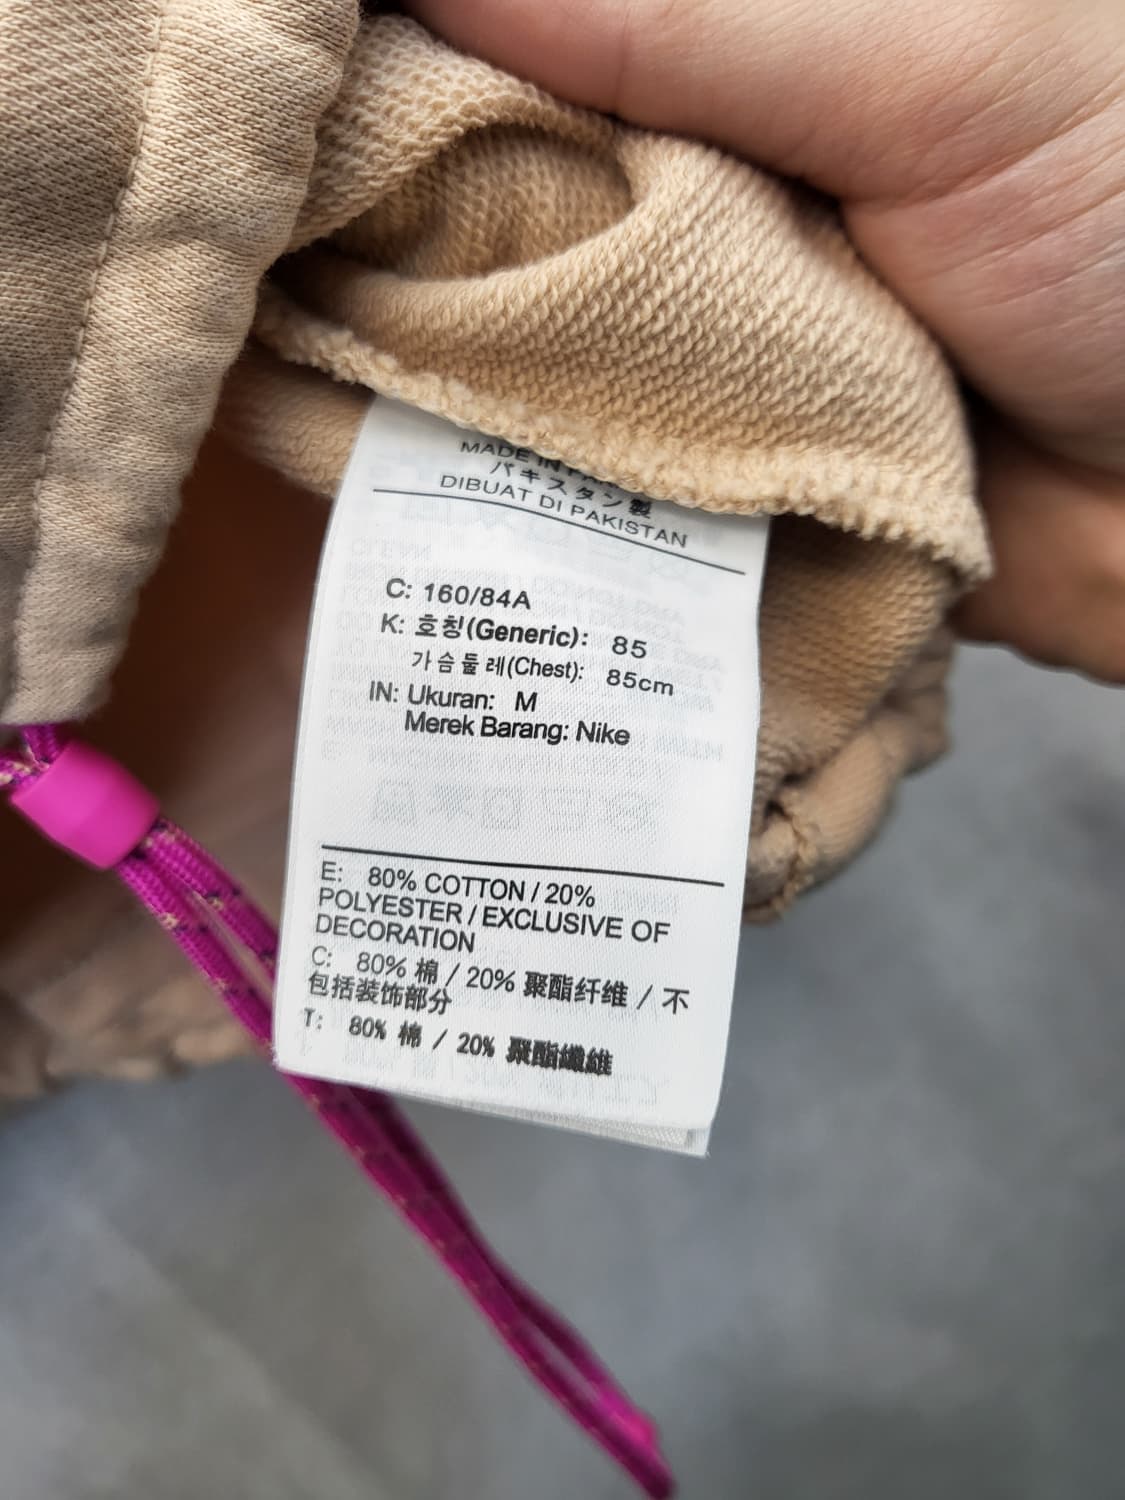 MADE IN
パキスタン製
DIBUAT DI PAKISTAN
C: 160/84A
K: 호칭(Generic): 85
가슴둘레(Chest): 85cm
IN: Ukuran: M
Merek Barang: Nike
E: 80% COTTON / 20%
POLYESTER / EXCLUSIVE OF
DECORATION
C: 80% 棉 / 20% 聚酯纤维 / 不
包括装饰部分
T: 80% 棉 / 20% 聚酯纖維